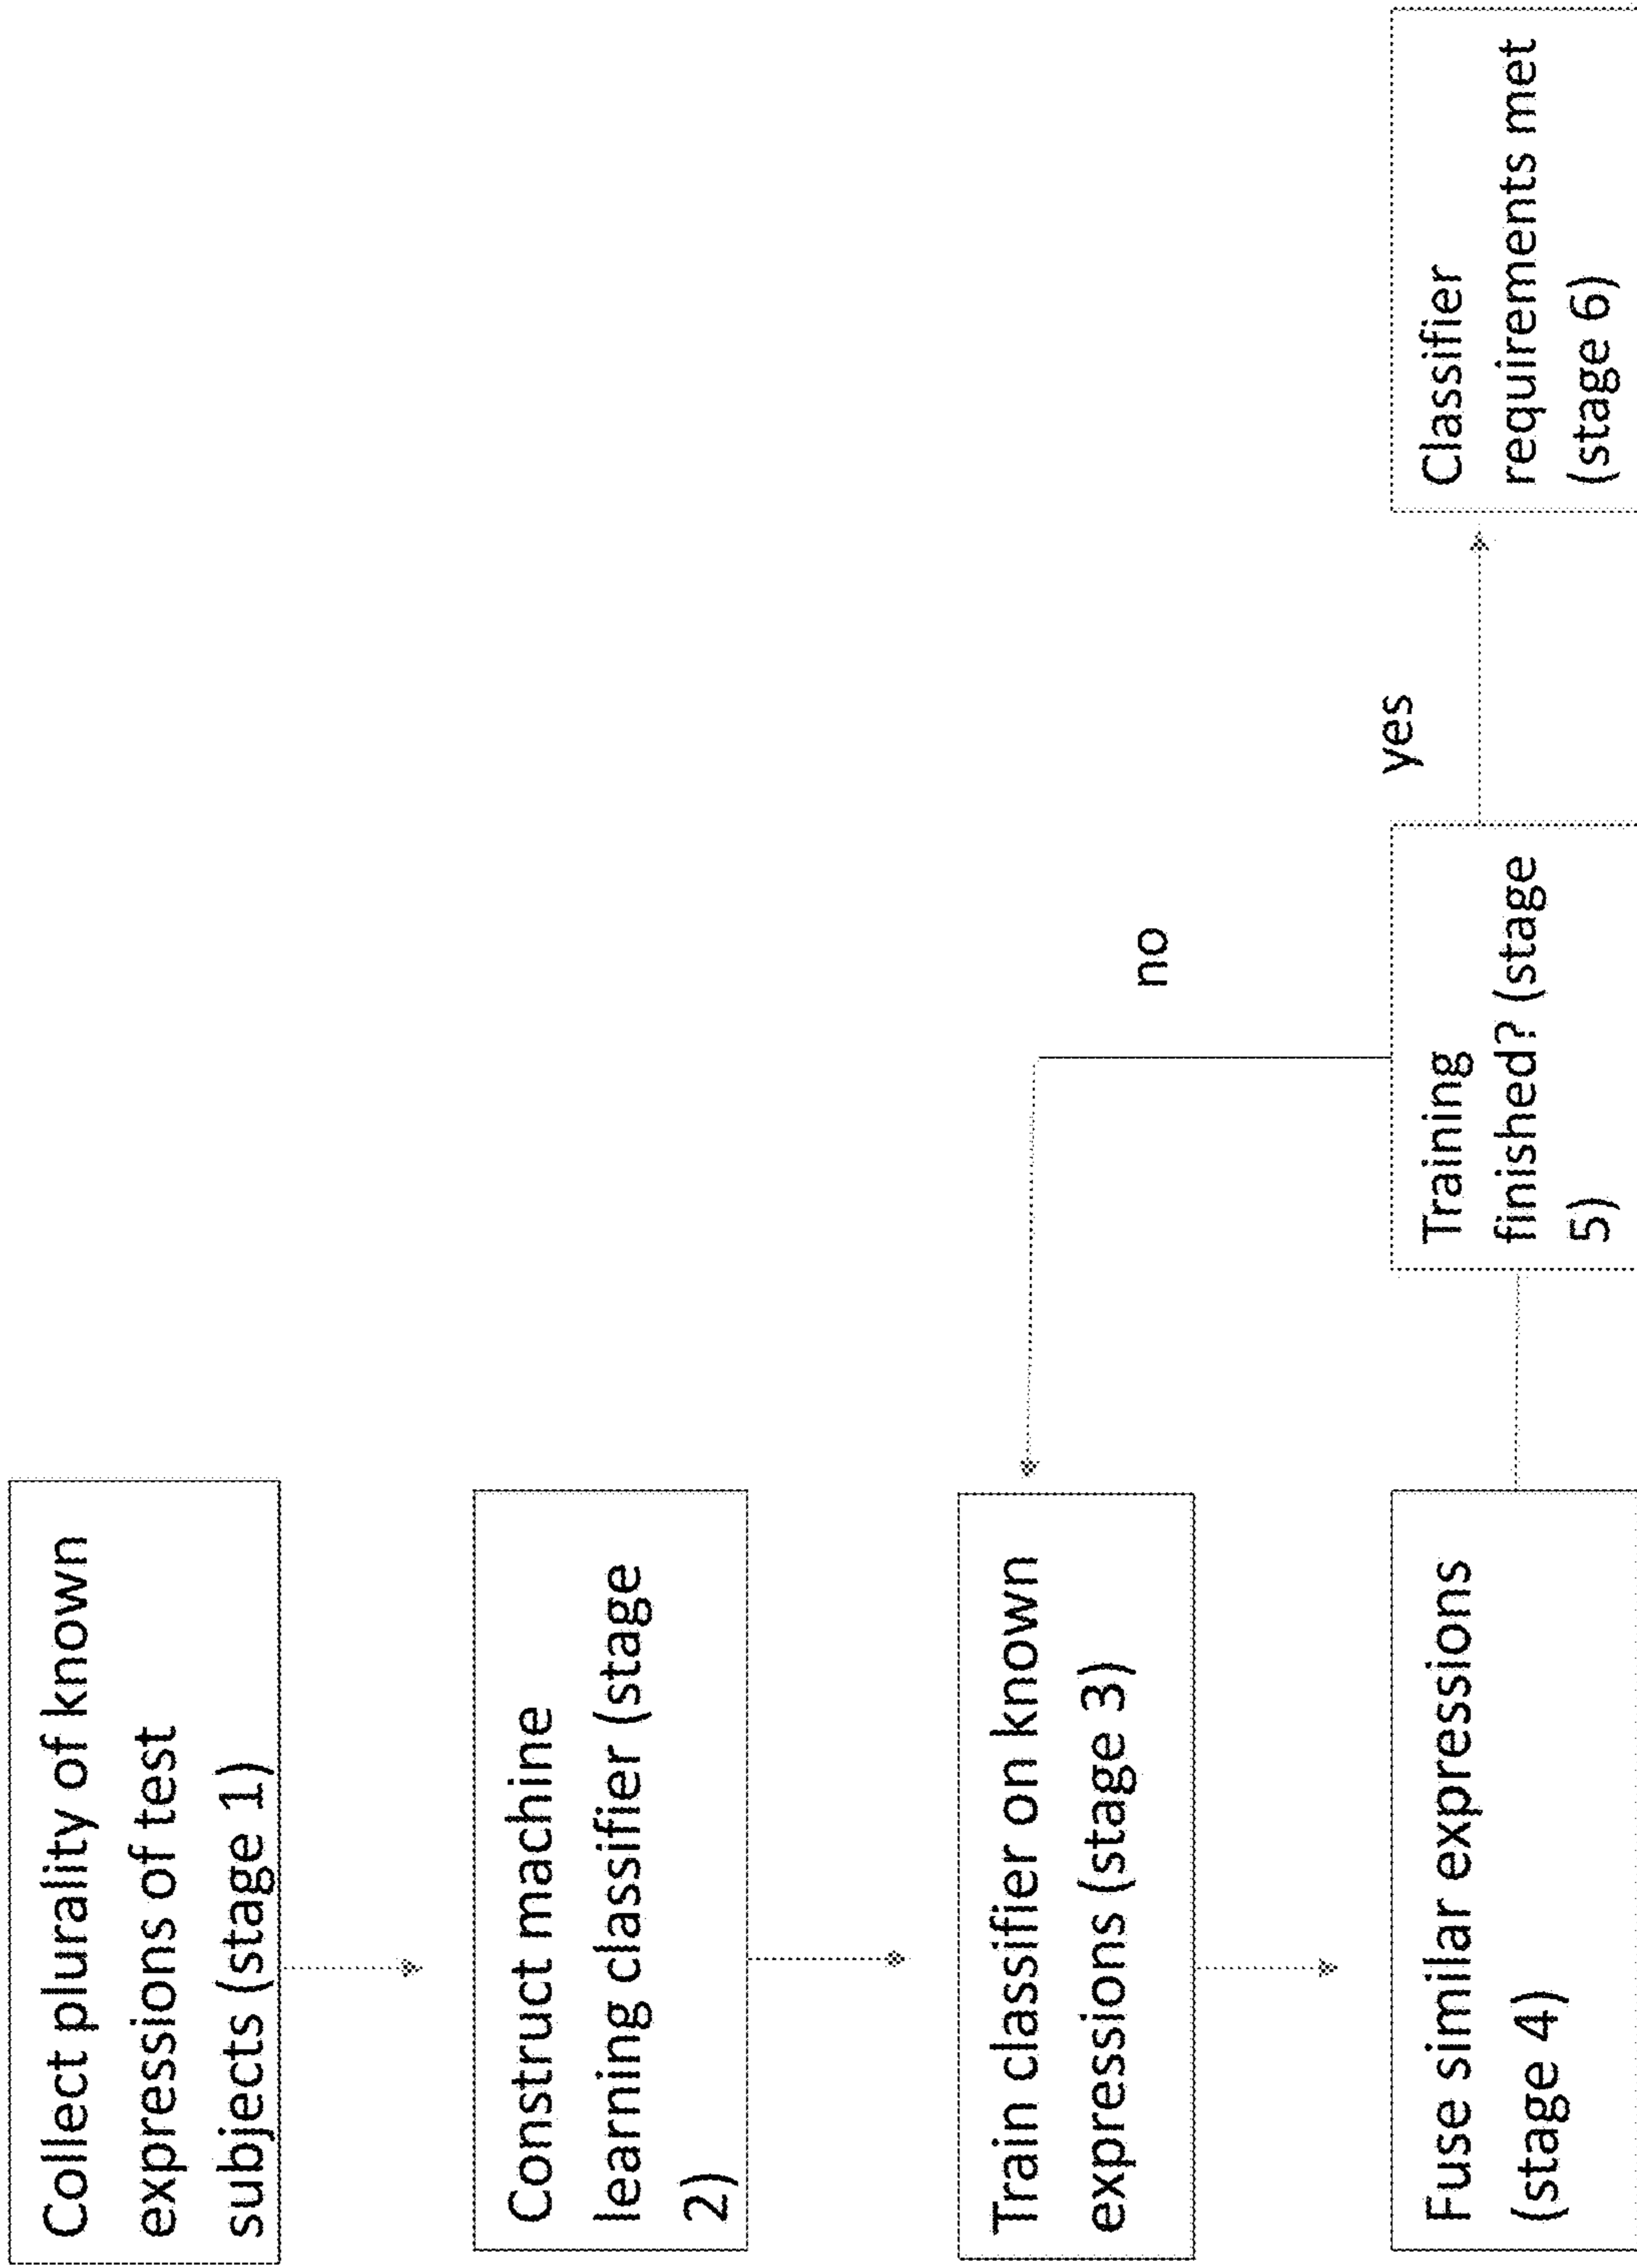 Collect plurality of known
expressions of test
subjects (stage 1)
Construct machine
learning classifier (stage
2)
Train classifier on known
expressions (stage 3)
no
Fuse similar expressions
(stage 4)
Training
finished? (stage
5)
yes
Classifier
requirements met
(stage 6)